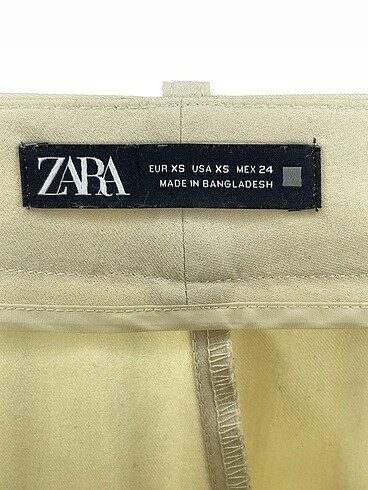 ZARA
EUR XS USA XS MEX 24
MADE IN BANGLADESH